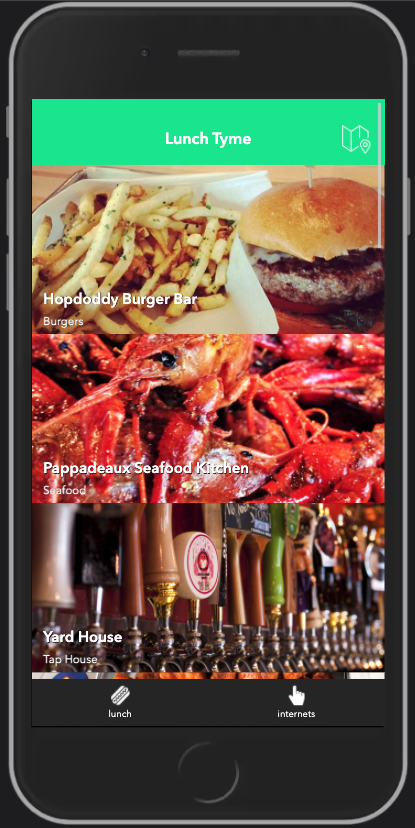 Lunch Tyme
Hopdoddy Burger Bar
Burgers
Pappadeaux Seafood Kitchen
Seafood
Yard House
Tap House
lunch
internets